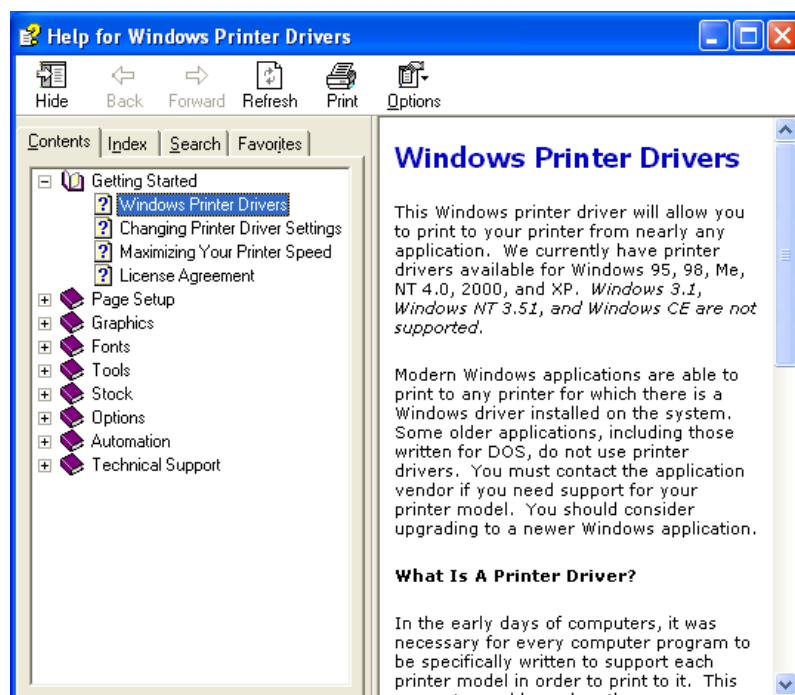 Help for Windows Printer Drivers
Hide Back Forward Refresh Print Options
Contents Index Search Favorites
Getting Started
Windows Printer Drivers
Changing Printer Driver Settings
Maximizing Your Printer Speed
License Agreement
Page Setup
Graphics
Fonts
Tools
Stock
Options
Automation
Technical Support
Windows Printer Drivers
This Windows printer driver will allow you
to print to your printer from nearly any
application. We currently have printer
drivers available for Windows 95, 98, Me,
NT 4.0, 2000, and XP. Windows 3.1,
Windows NT 3.51, and Windows CE are not
supported.
Modern Windows applications are able to
print to any printer for which there is a
Windows driver installed on the system.
Some older applications, including those
written for DOS, do not use printer
drivers. You must contact the application
vendor if you need support for your
printer model. You should consider
upgrading to a newer Windows application.
What Is A Printer Driver?
In the early days of computers, it was
necessary for every computer program to
be specifically written to support each
printer model in order to print to it. This